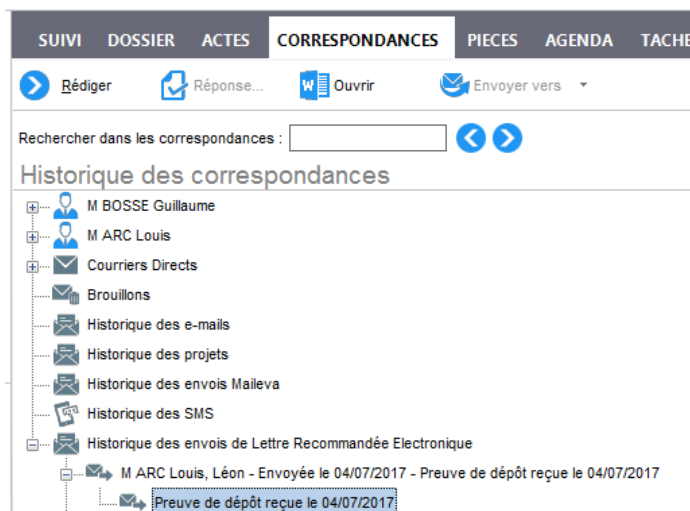 SUIVI DOSSIER ACTES CORRESPONDANCES PIECES AGENDA TACHE
Rédiger Réponse... Ouvrir Envoyer vers
Rechercher dans les correspondances :
Historique des correspondances
M BOSSE Guillaume
M ARC Louis
Courriers Directs
Brouillons
Historique des e-mails
Historique des projets
Historique des envois Maileva
Historique des SMS
Historique des envois de Lettre Recommandée Electronique
M ARC Louis, Léon - Envoyée le 04/07/2017 - Preuve de dépôt reçue le 04/07/2017
Preuve de dépôt reçue le 04/07/2017